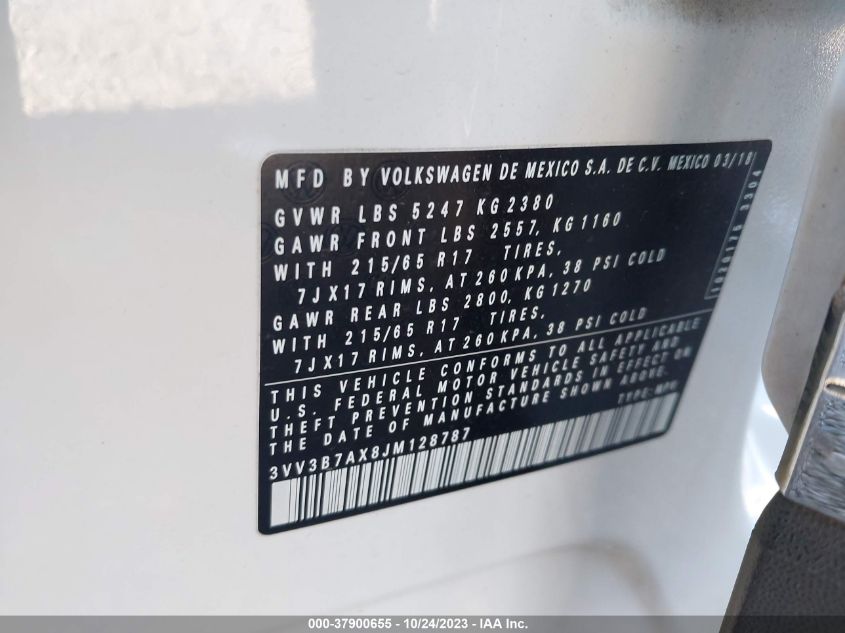 MFD BY VOLKSWAGEN DE MEXICO S.A. DE C.V. MEXICO 03/18
GVWR LBS 5247 KG 2380
GAWR FRONT LBS 2557, KG 1160
WITH 215/65 R17 TIRES,
7JX17 RIMS, AT 260 KPA, 38 PSI COLD
GAWR REAR LBS 2800, KG 1270
WITH 215/65 R17 TIRES,
7JX17 RIMS, AT 260 KPA, 38 PSI COLD
THIS VEHICLE CONFORMS TO ALL APPLICABLE
U.S. FEDERAL MOTOR VEHICLE SAFETY AND
THEFT PREVENTION STANDARDS IN EFFECT ON
THE DATE OF MANUFACTURE SHOWN ABOVE.
TYPE: MPV
3VV3B7AX8JM128787
3304
000-37900655 - 10/24/2023 - IAA Inc.